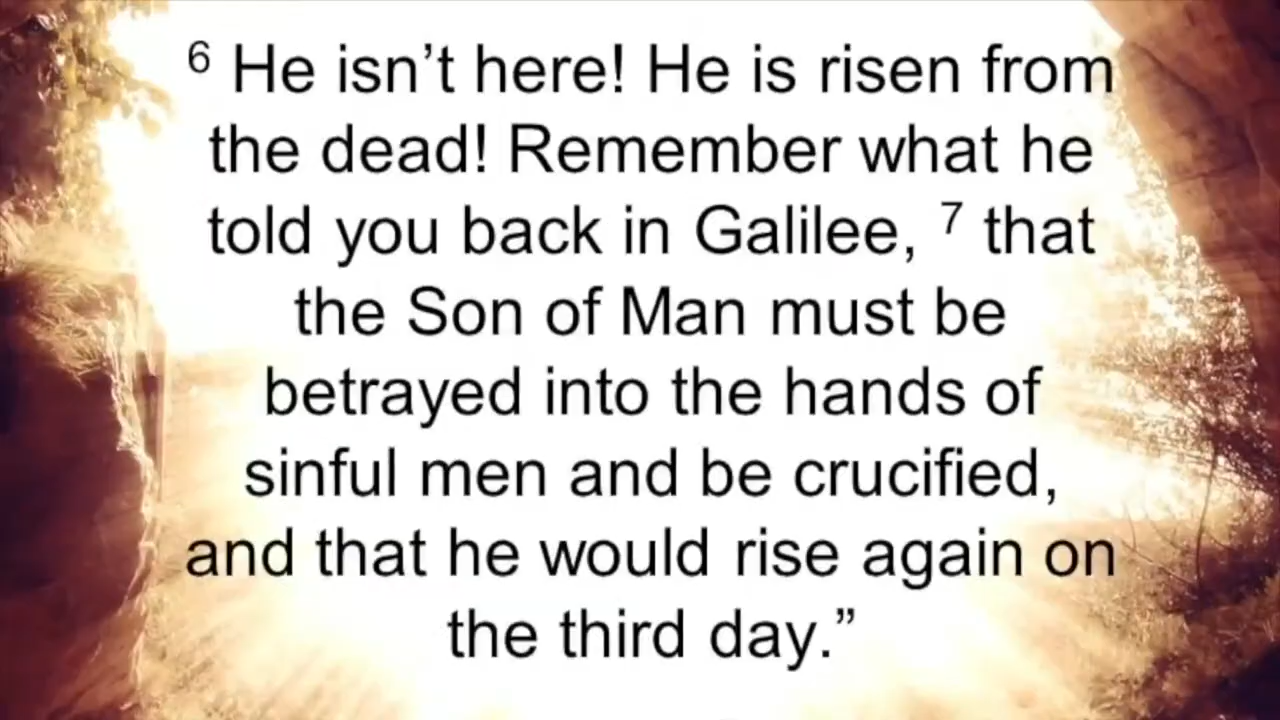 6 He isn’t here! He is risen from
the dead! Remember what he
told you back in Galilee, 7 that
the Son of Man must be
betrayed into the hands of
sinful men and be crucified,
and that he would rise again on
the third day.”